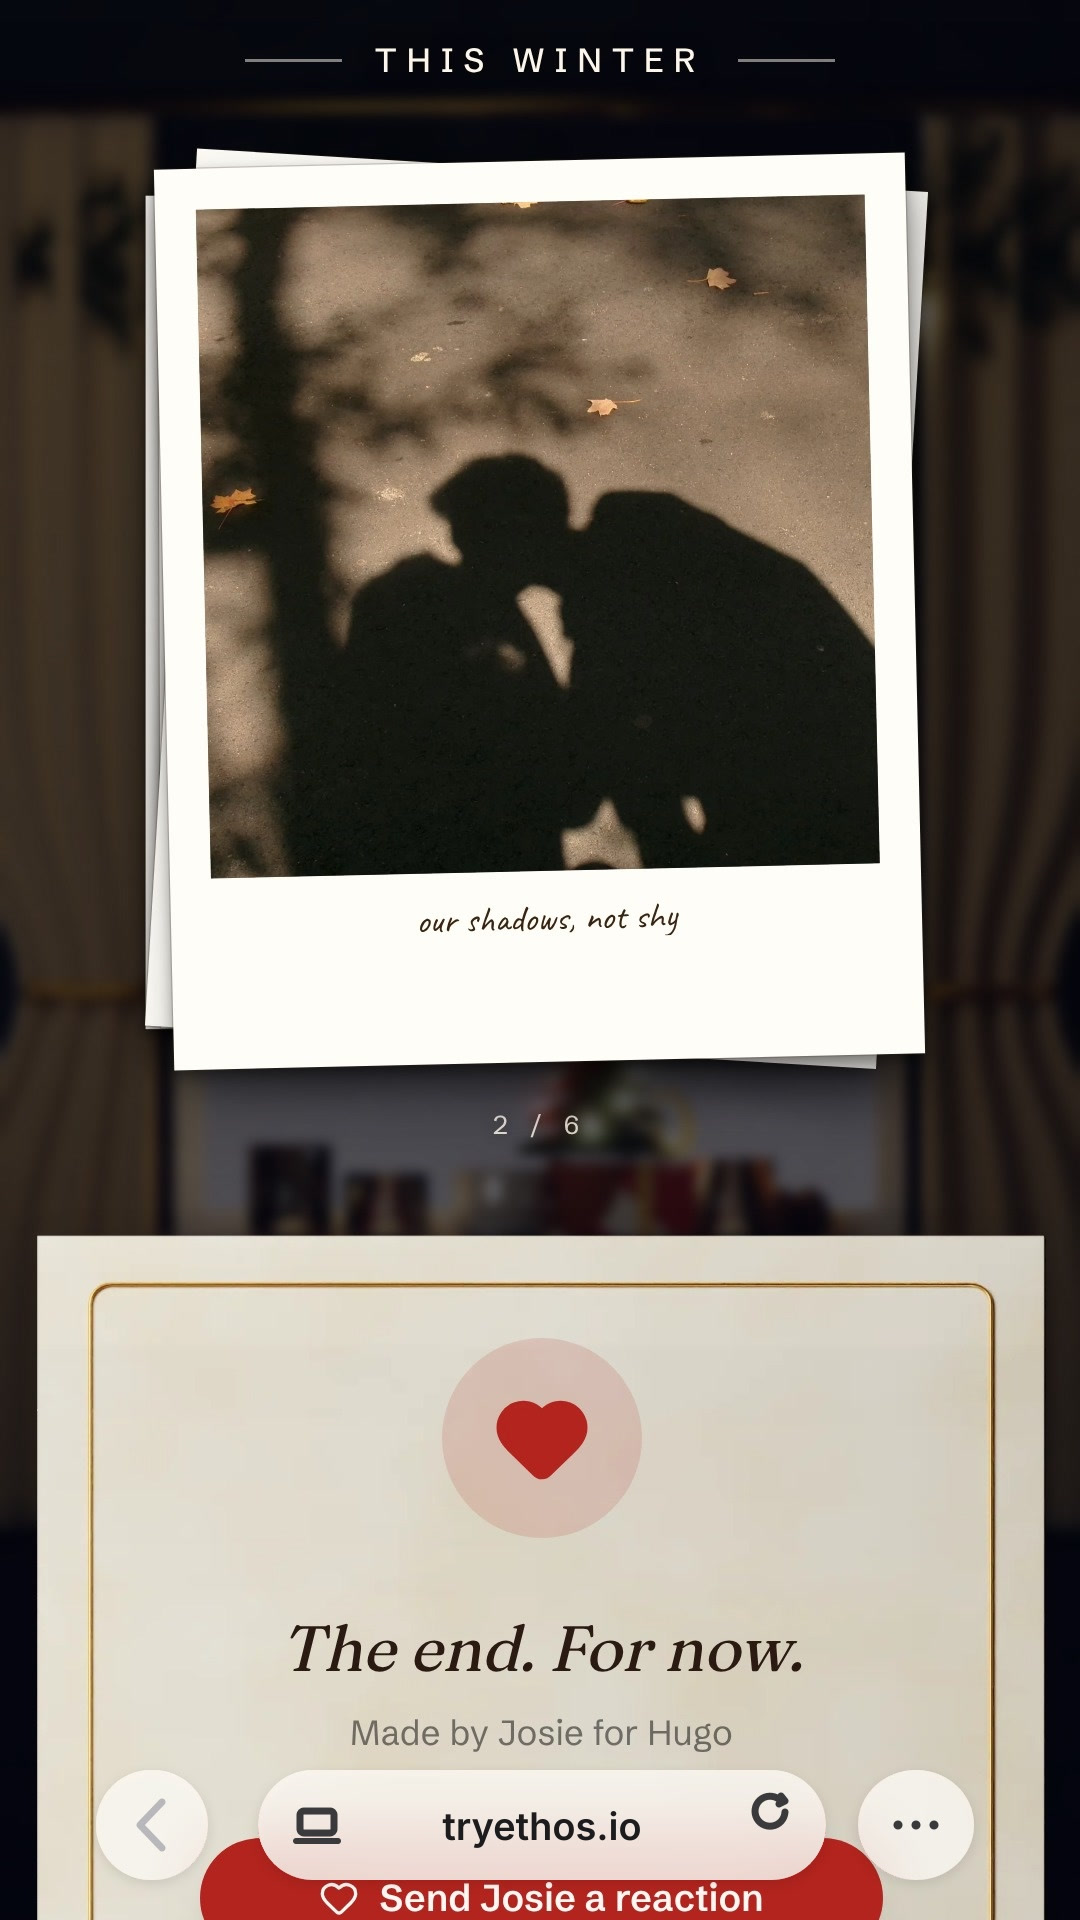 THIS WINTER
our shadows, not shy
2 / 6
The end. For now.
Made by Josie for Hugo
tryethos.io
Send Josie a reaction